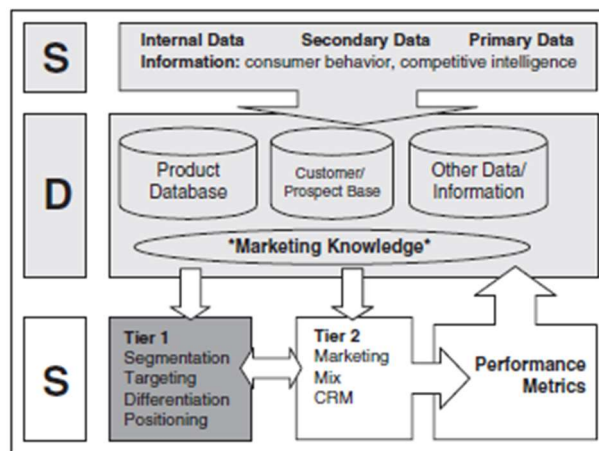 S
Internal Data Secondary Data Primary Data
Information: consumer behavior, competitive intelligence
D
Product
Database
Customer/
Prospect Base
Other Data/
Information
*Marketing Knowledge*
S
Tier 1
Segmentation
Targeting
Differentiation
Positioning
Tier 2
Marketing
Mix
CRM
Performance
Metrics